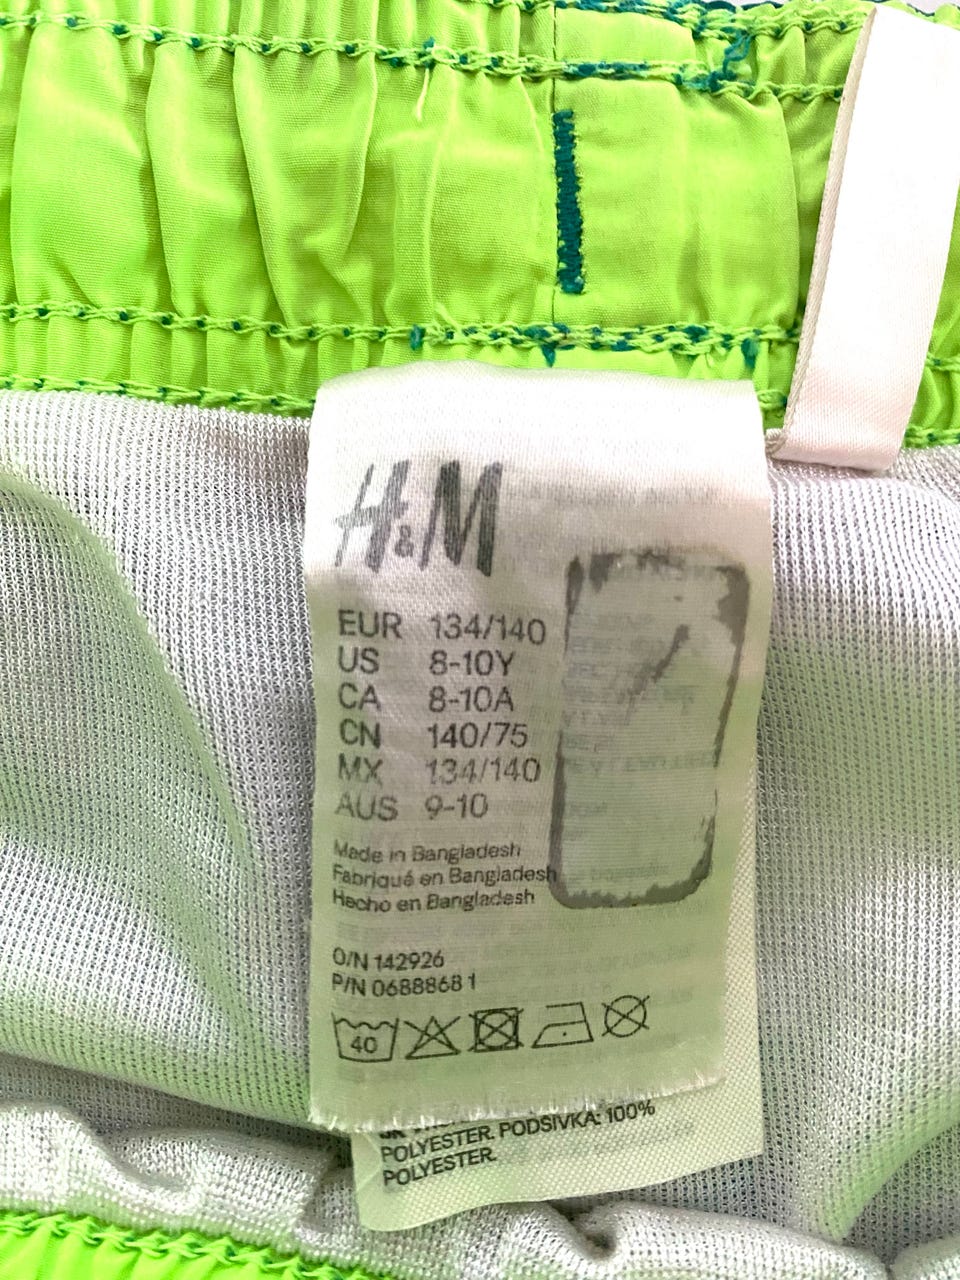 H&M
EUR 134/140
US 8-10Y
CA 8-10A
CN 140/75
MX 134/140
AUS 9-10
Made in Bangladesh
Fabriqué en Bangladesh
Hecho en Bangladesh
O/N 142926
P/N 0688868 1
40
PODSIVKA: 100%
POLYESTER.
POLYESTER.